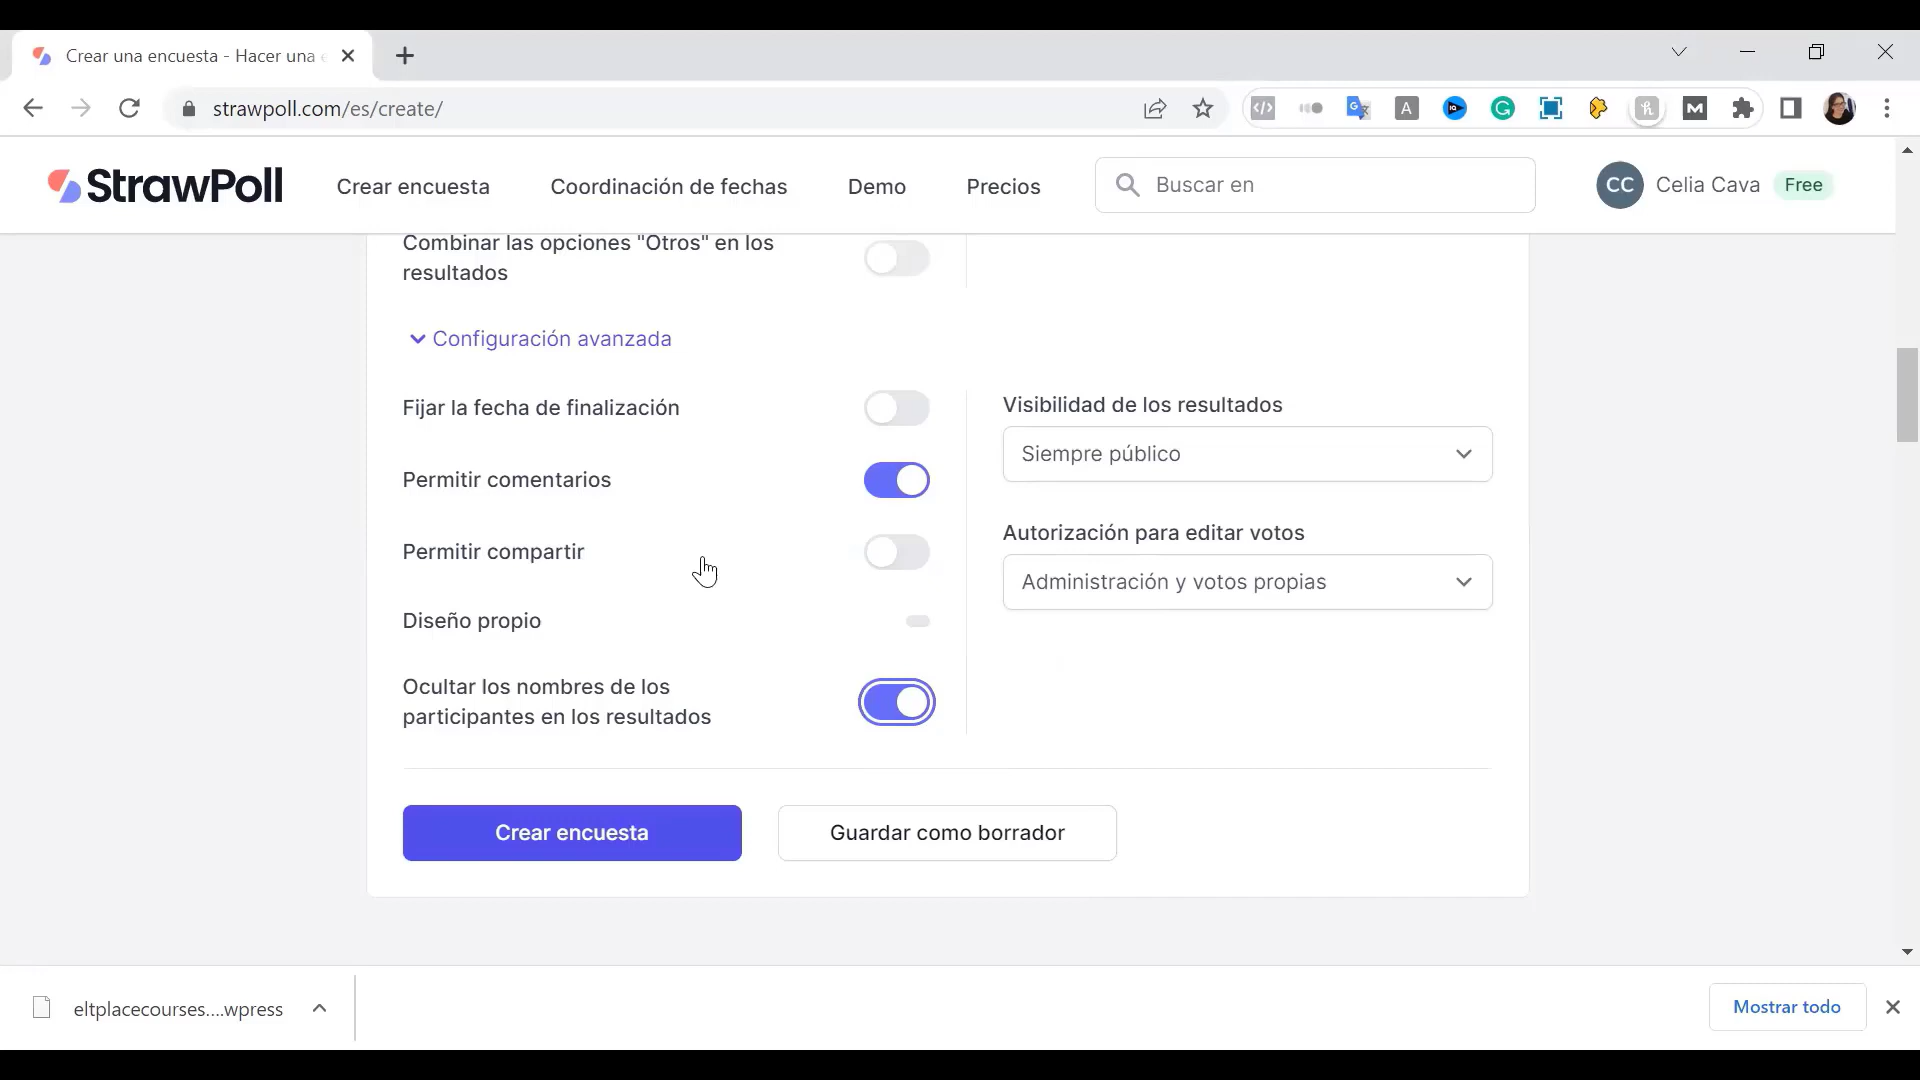 Crear una encuesta - Hacer una e
strawpoll.com/es/create/
StrawPoll
Crear encuesta
Coordinación de fechas
Demo
Precios
Buscar en
CC
Celia Cava
Free
Combinar las opciones "Otros" en los
resultados
Configuración avanzada
Fijar la fecha de finalización
Permitir comentarios
Permitir compartir
Diseño propio
Ocultar los nombres de los
participantes en los resultados
Visibilidad de los resultados
Siempre público
Autorización para editar votos
Administración y votos propias
Crear encuesta
Guardar como borrador
eltplacecourses....wpress
Mostrar todo